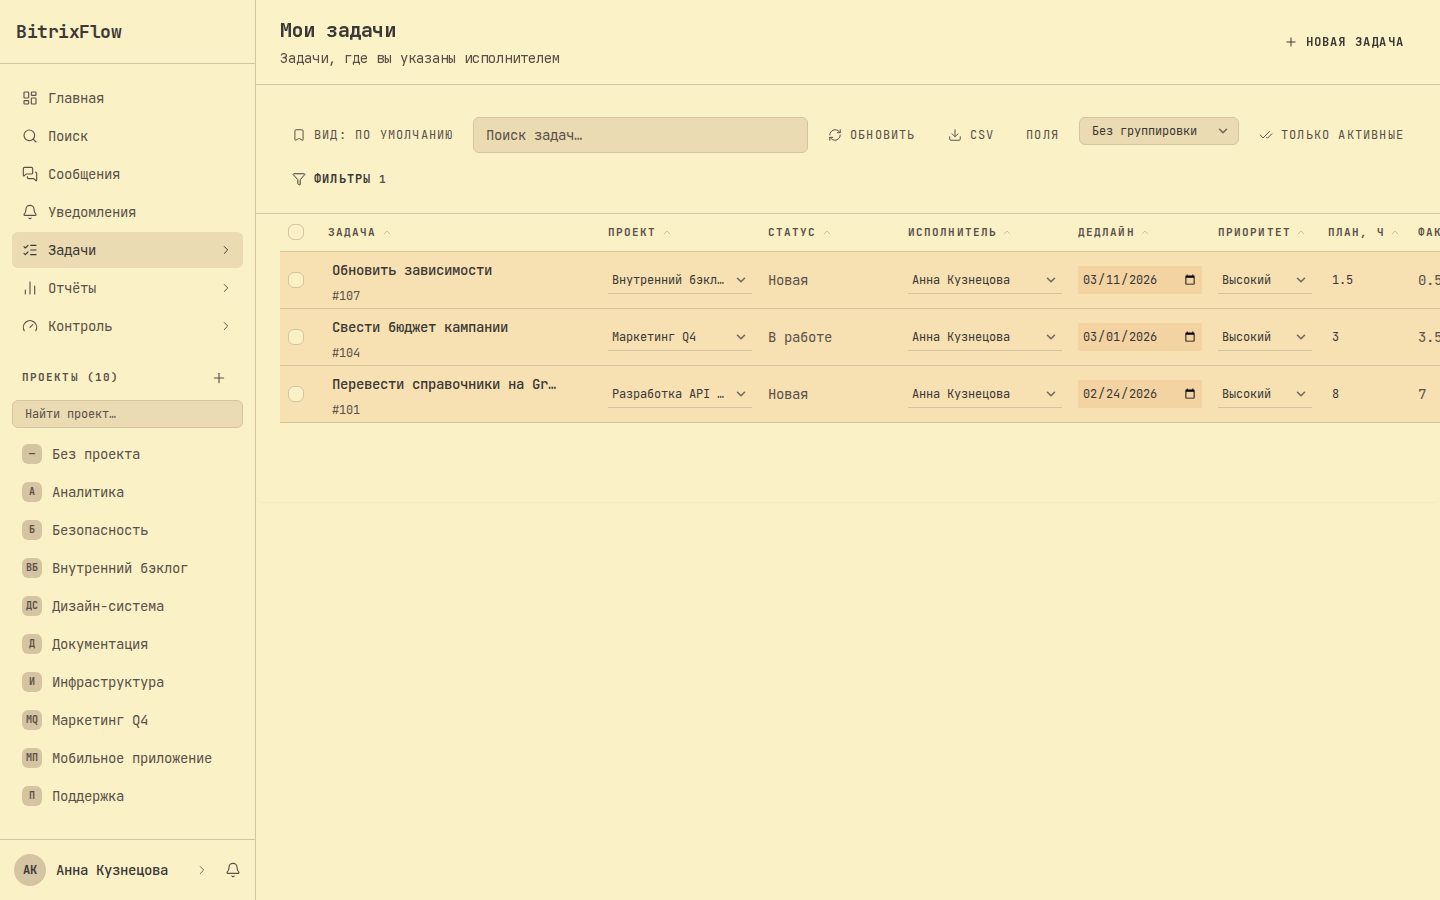 BitrixFlow
Главная
Поиск
Сообщения
Уведомления
Задачи
Отчёты
Контроль
ПРОЕКТЫ (10)
Найти проект…
— Без проекта
А Аналитика
Б Безопасность
ВБ Внутренний бэклог
ДС Дизайн-система
Д Документация
И Инфраструктура
MQ Маркетинг Q4
МП Мобильное приложение
П Поддержка
АК Анна Кузнецова
Мои задачи
Задачи, где вы указаны исполнителем
НОВАЯ ЗАДАЧА
ВИД: ПО УМОЛЧАНИЮ Поиск задач… ОБНОВИТЬ CSV ПОЛЯ Без группировки ТОЛЬКО АКТИВНЫЕ
ФИЛЬТРЫ 1
ЗАДАЧА ПРОЕКТ СТАТУС ИСПОЛНИТЕЛЬ ДЕДЛАЙН ПРИОРИТЕТ ПЛАН, Ч ФАК
Обновить зависимости
#107
Внутренний бэкл… Новая Анна Кузнецова 03/11/2026 Высокий 1.5 0.5
Свести бюджет кампании
#104
Маркетинг Q4 В работе Анна Кузнецова 03/01/2026 Высокий 3 3.5
Перевести справочники на Gr…
#101
Разработка API … Новая Анна Кузнецова 02/24/2026 Высокий 8 7